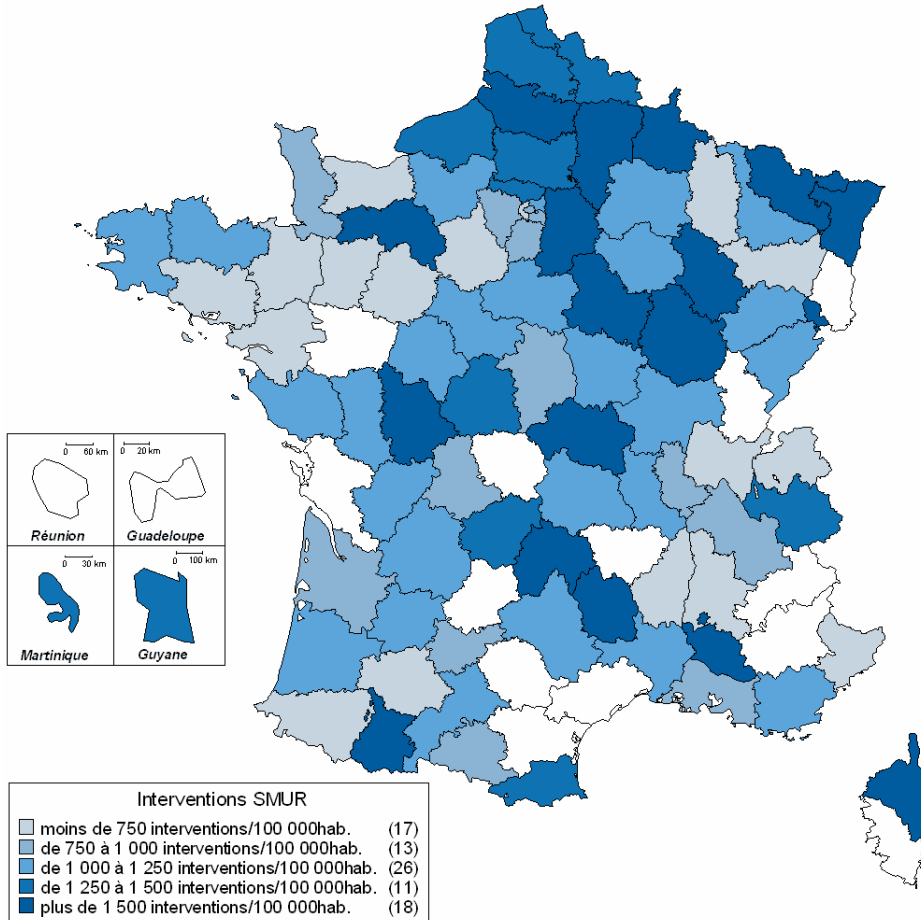 0 60 km
0 20 km
Réunion
Guadeloupe
0 30 km
0 100 km
Martinique
Guyane
Interventions SMUR
moins de 750 interventions/100 000hab. (17)
de 750 à 1 000 interventions/100 000hab. (13)
de 1 000 à 1 250 interventions/100 000hab. (26)
de 1 250 à 1 500 interventions/100 000hab. (11)
plus de 1 500 interventions/100 000hab. (18)